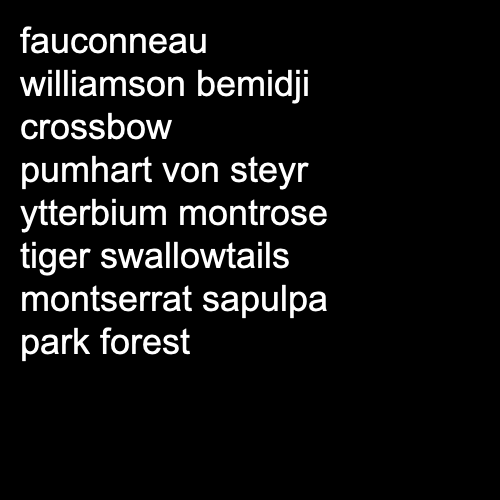 fauconneau
williamson bemidji
crossbow
pumhart von steyr
ytterbium montrose
tiger swallowtails
montserrat sapulpa
park forest